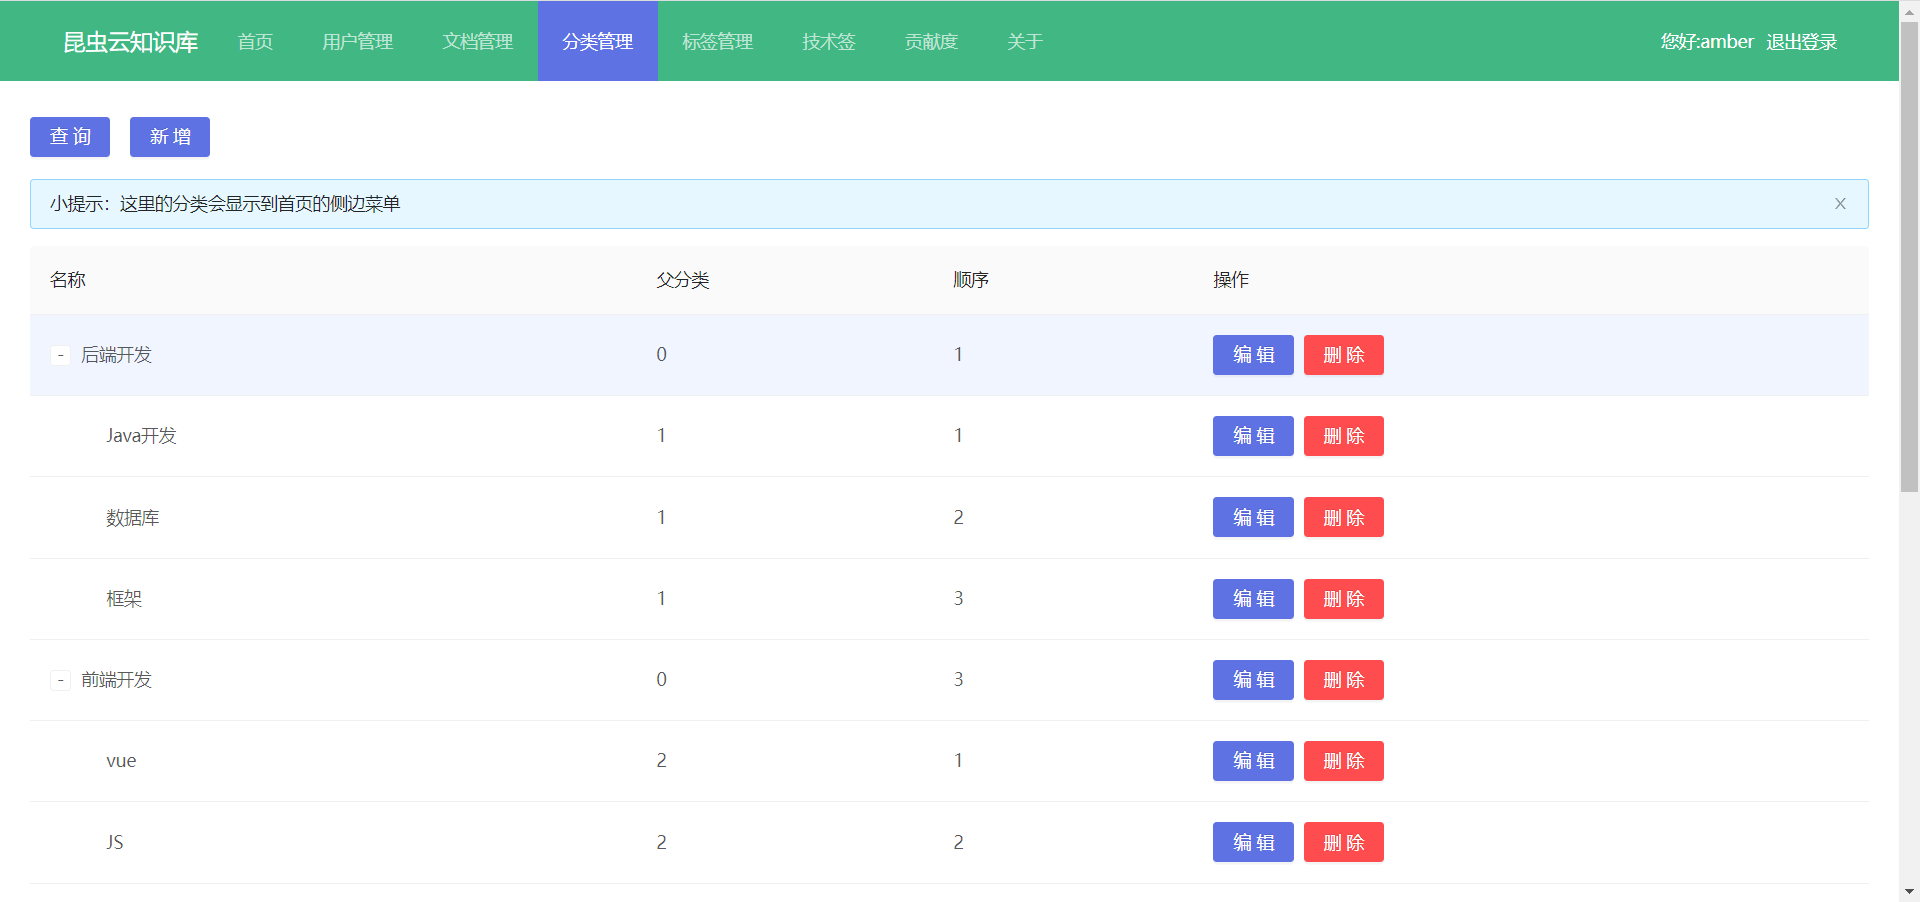 昆虫云知识库 首页 用户管理 文档管理 分类管理 标签管理 技术签 贡献度 关于 您好:amber 退出登录
查 询 新 增
小提示：这里的分类会显示到首页的侧边菜单 X
名称 父分类 顺序 操作
- 后端开发 0 1 编 辑 删 除
Java开发 1 1 编 辑 删 除
数据库 1 2 编 辑 删 除
框架 1 3 编 辑 删 除
- 前端开发 0 3 编 辑 删 除
vue 2 1 编 辑 删 除
JS 2 2 编 辑 删 除